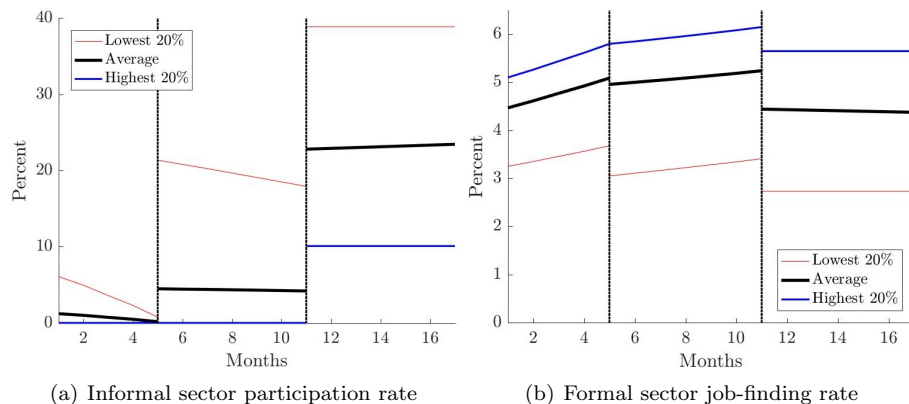 40
30
20
10
0
Percent
Lowest 20%
Average
Highest 20%
2 4 6 8 10 12 14 16
Months
(a) Informal sector participation rate
6
5
4
3
2
1
0
Percent
Lowest 20%
Average
Highest 20%
2 4 6 8 10 12 14 16
Months
(b) Formal sector job-finding rate